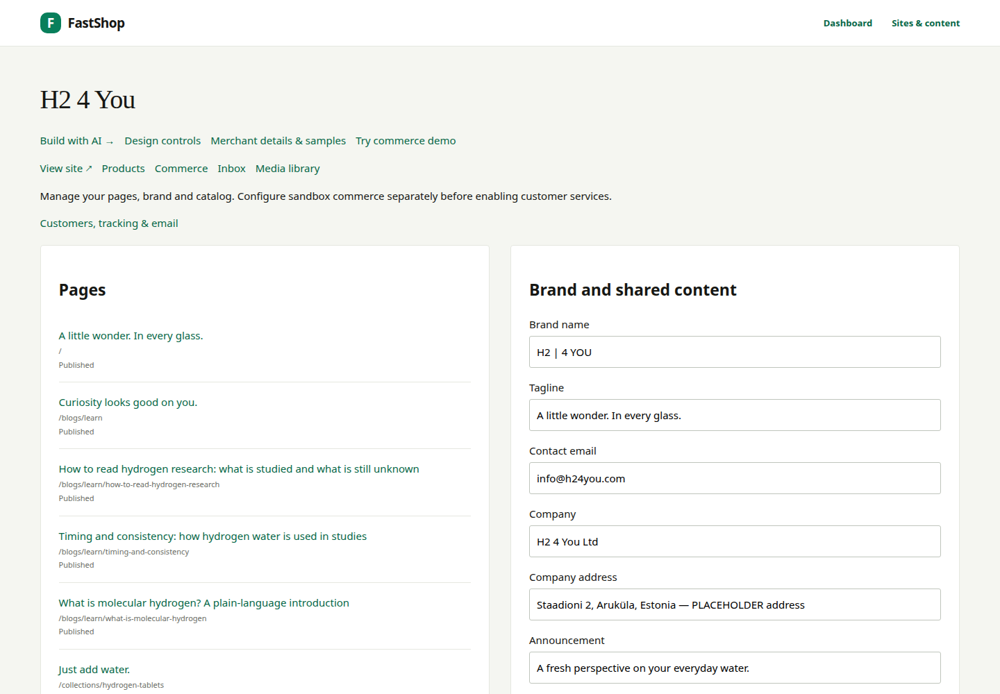 F FastShop
Dashboard Sites & content
H2 4 You
Build with AI → Design controls Merchant details & samples Try commerce demo
View site ↗ Products Commerce Inbox Media library
Manage your pages, brand and catalog. Configure sandbox commerce separately before enabling customer services.
Customers, tracking & email
Pages
A little wonder. In every glass.
/
Published
Curiosity looks good on you.
/blogs/learn
Published
How to read hydrogen research: what is studied and what is still unknown
/blogs/learn/how-to-read-hydrogen-research
Published
Timing and consistency: how hydrogen water is used in studies
/blogs/learn/timing-and-consistency
Published
What is molecular hydrogen? A plain-language introduction
/blogs/learn/what-is-molecular-hydrogen
Published
Just add water.
/collections/hydrogen-tablets
Brand and shared content
Brand name
H2 | 4 YOU
Tagline
A little wonder. In every glass.
Contact email
info@h24you.com
Company
H2 4 You Ltd
Company address
Staadioni 2, Aruküla, Estonia — PLACEHOLDER address
Announcement
A fresh perspective on your everyday water.